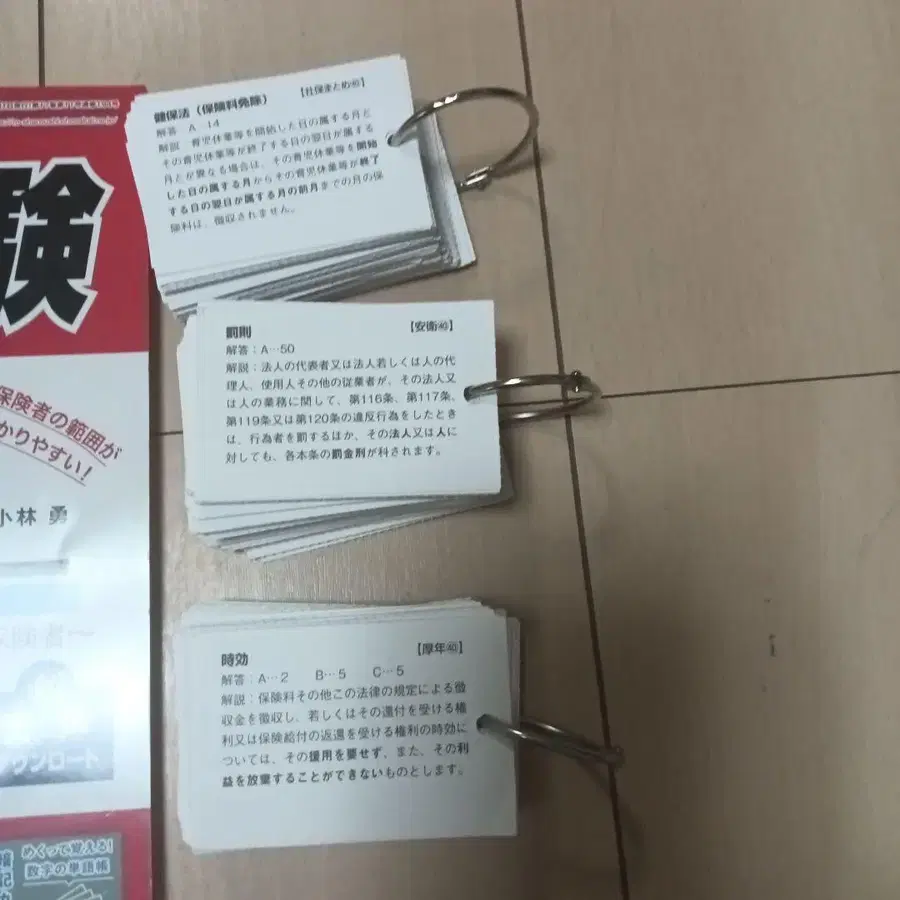 験
保険者の範囲が
かりやすい!
小林 勇
ウンロート
めくって覚える!
数字の単語帳
暗記
健保法(保険料免除)
【社保まとめ㊵】
解答 A…14
解説 育児休業等を開始した日の属する月と
その育児休業等が終了する日の翌日が属する
月とが異なる場合は、その育児休業等を開始
した日の属する月からその育児休業等が終了
する日の翌日が属する月の前月までの月の保
険料は、徴収されません。
罰則
【安衛㊵】
解答:A…50
解説:法人の代表者又は法人若しくは人の代
理人、使用人その他の従業者が、その法人又
は人の業務に関して、第116条、第117条、
第119条又は第120条の違反行為をしたとき
は、行為者を罰するほか、その法人又は人に
対しても、各本条の罰金刑が科されます。
時効
【厚年㊵】
解答:A…2 B…5 C…5
解説:保険料その他この法律の規定による徴
収金を徴収し、若しくはその還付を受ける権
利又は保険給付の返還を受ける権利の時効に
ついては、その援用を要せず、また、その利
益を放棄することができないものとします。